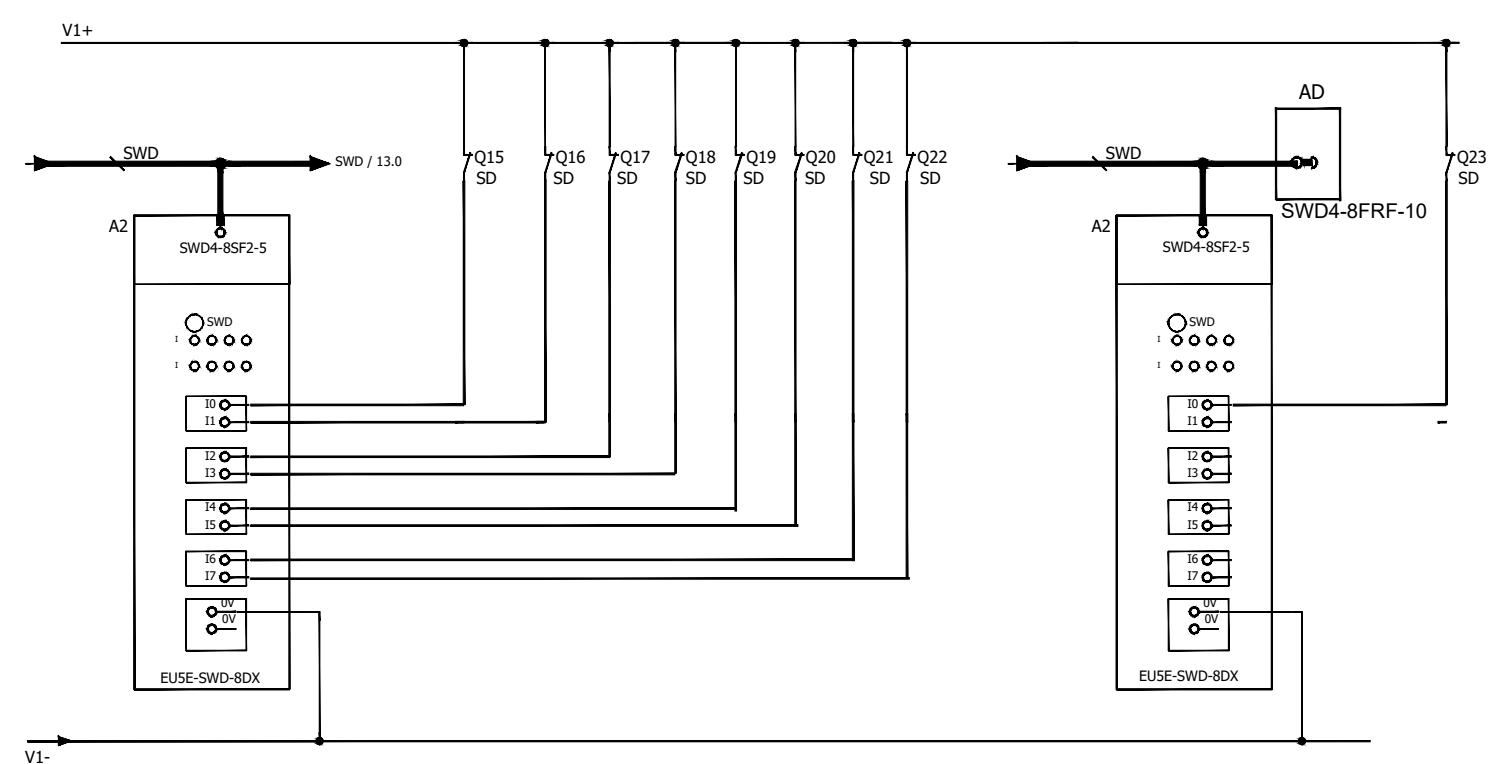 V1+
AD
SWD
SWD / 13.0
Q15 Q16 Q17 Q18 Q19 Q20 Q21 Q22
SD SD SD SD SD SD SD SD
SWD
Q23
SD
SWD4-8FRF-10
A2
SWD4-8SF2-5
A2
SWD4-8SF2-5
SWD
I
I
I0
I1
I2
I3
I4
I5
I6
I7
0V
0V
EU5E-SWD-8DX
SWD
I
I
I0
I1
I2
I3
I4
I5
I6
I7
0V
0V
EU5E-SWD-8DX
V1-